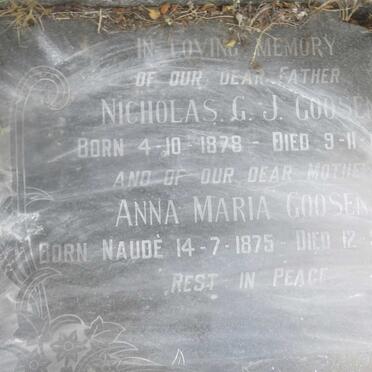 IN LOVING MEMORY
OF OUR DEAR FATHER
NICHOLAS G. J. GOOSEN
BORN 4-10-1878 - DIED 9-11-
AND OF OUR DEAR MOTHER
ANNA MARIA GOOSEN
BORN NAUDÈ 14-7-1875 - DIED 12-
REST IN PEACE